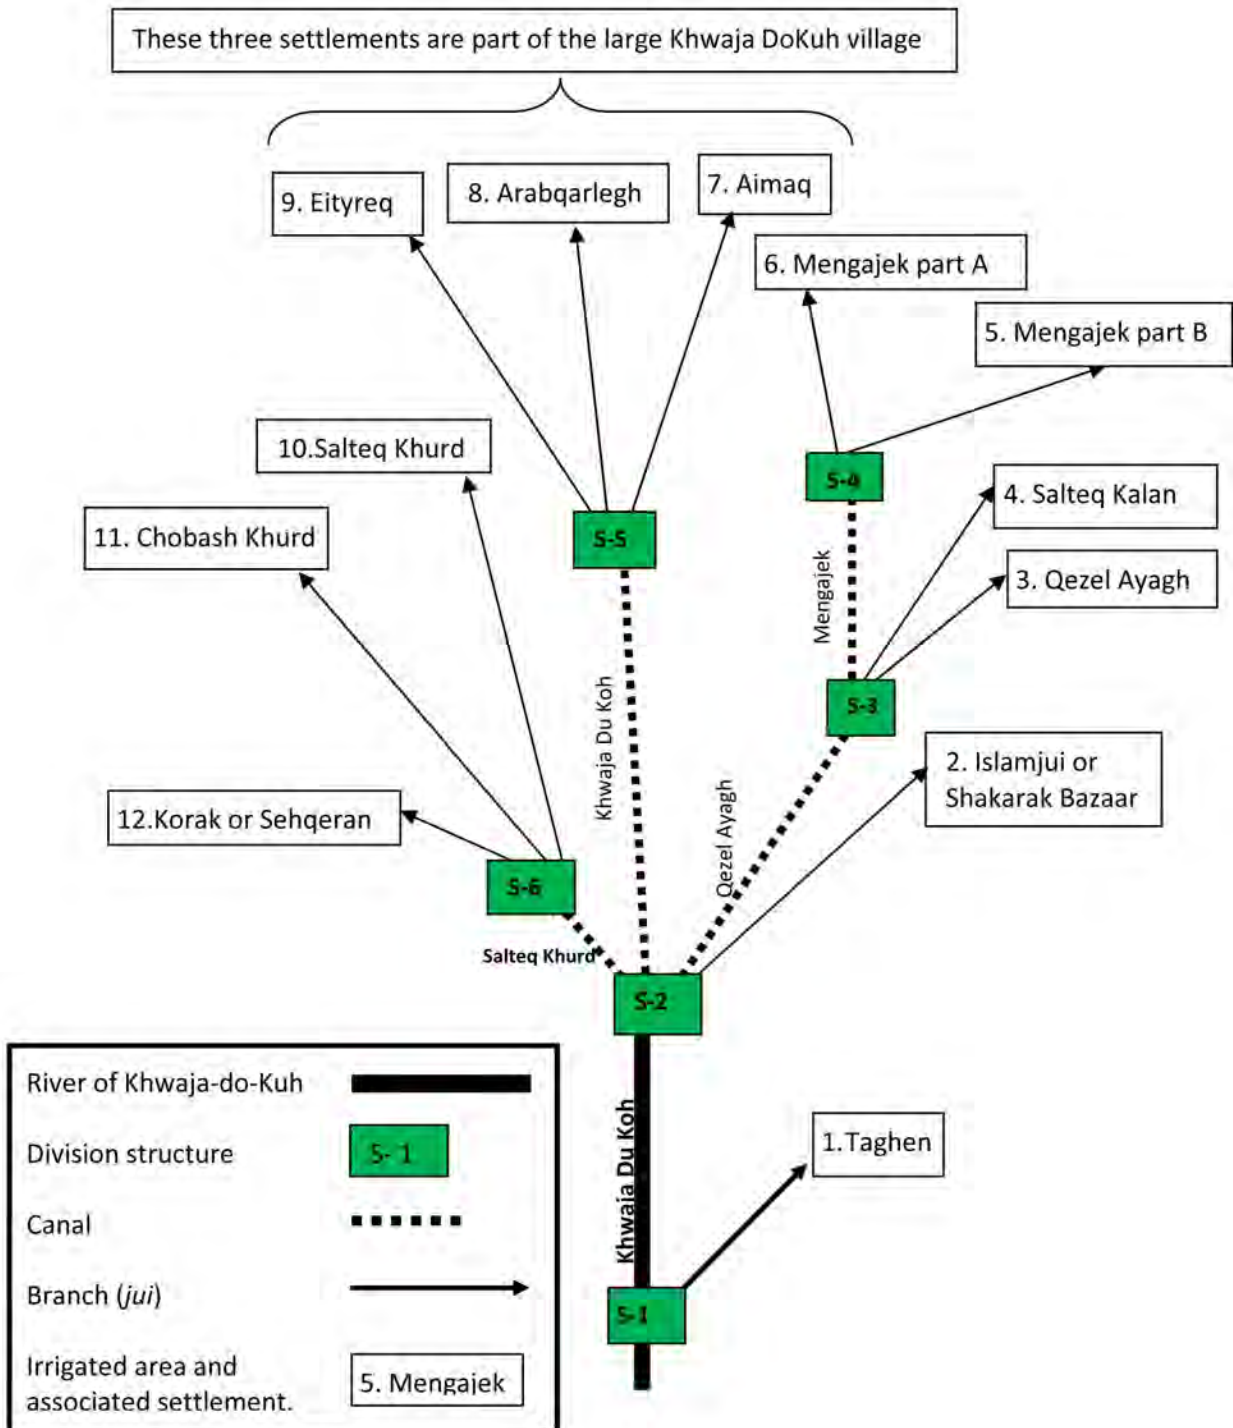 These three settlements are part of the large Khwaja DoKuh village
9. Eityreq
8. Arabqarlegh
7. Aimaq
6. Mengajek part A
5. Mengajek part B
10.Salteq Khurd
S-4
4. Salteq Kalan
11. Chobash Khurd
S-5
3. Qezel Ayagh
Mengajek
S-3
Khwaja Du Koh
2. Islamjui or
Shakarak Bazaar
Qezel Ayagh
12.Korak or Sehqeran
S-6
Salteq Khurd
S-2
Khwaja Du Koh
1.Taghen
S-1
River of Khwaja-do-Kuh
Division structure
S- 1
Canal
Branch (jui)
Irrigated area and
associated settlement.
5. Mengajek